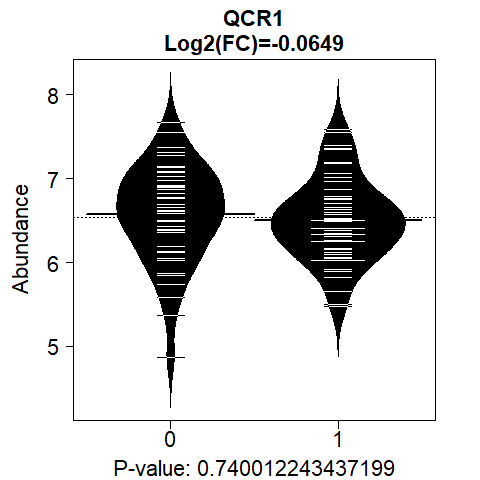 QCR1
Log2(FC)=-0.0649
Abundance
8
7
6
5
0 1
P-value: 0.740012243437199